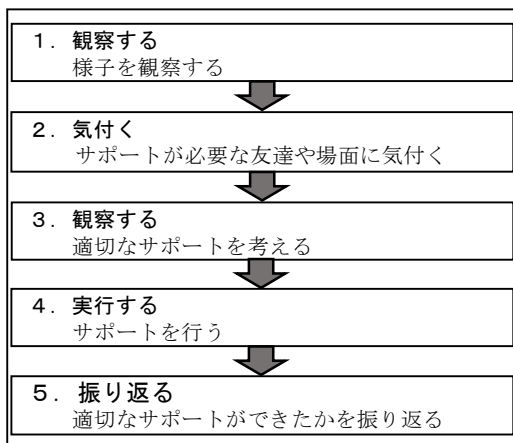 1. 観察する
様子を観察する
2. 気付く
サポートが必要な友達や場面に気付く
3. 観察する
適切なサポートを考える
4. 実行する
サポートを行う
5. 振り返る
適切なサポートができたかを振り返る